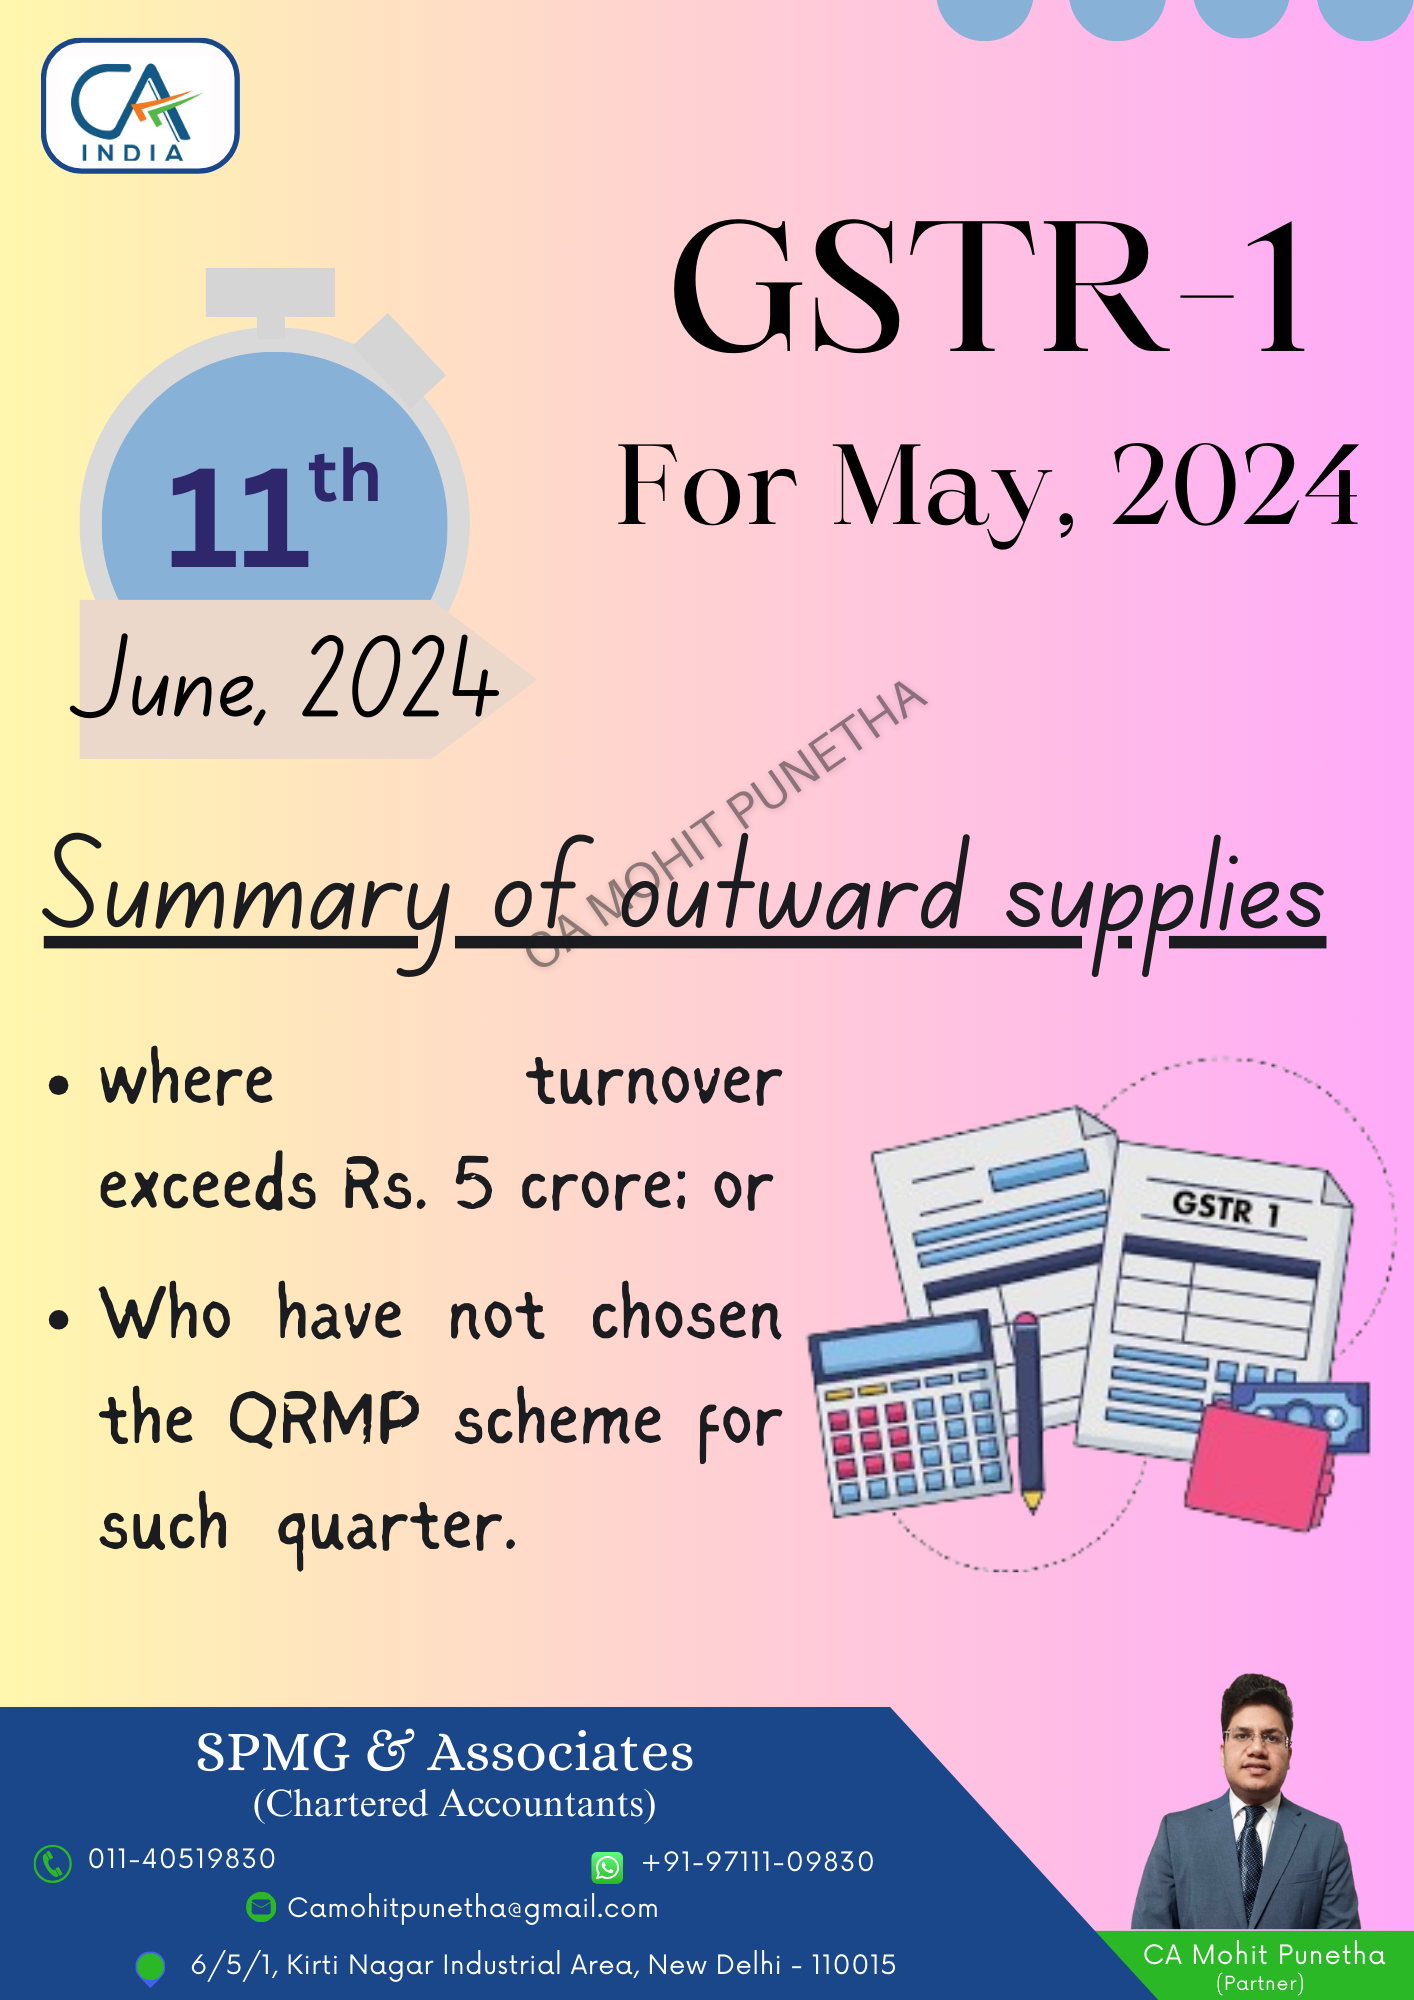 CA
INDIA
GSTR-1
For May, 2024
11th
June, 2024
CA MOHIT PUNETHA
Summary of outward supplies
• where turnover
exceeds Rs. 5 crore; or
• Who have not chosen
the QRMP scheme for
such quarter.
GSTR 1
SPMG & Associates
(Chartered Accountants)
011-40519830
+91-97111-09830
Camohitpunetha@gmail.com
6/5/1, Kirti Nagar Industrial Area, New Delhi - 110015
CA Mohit Punetha
(Partner)